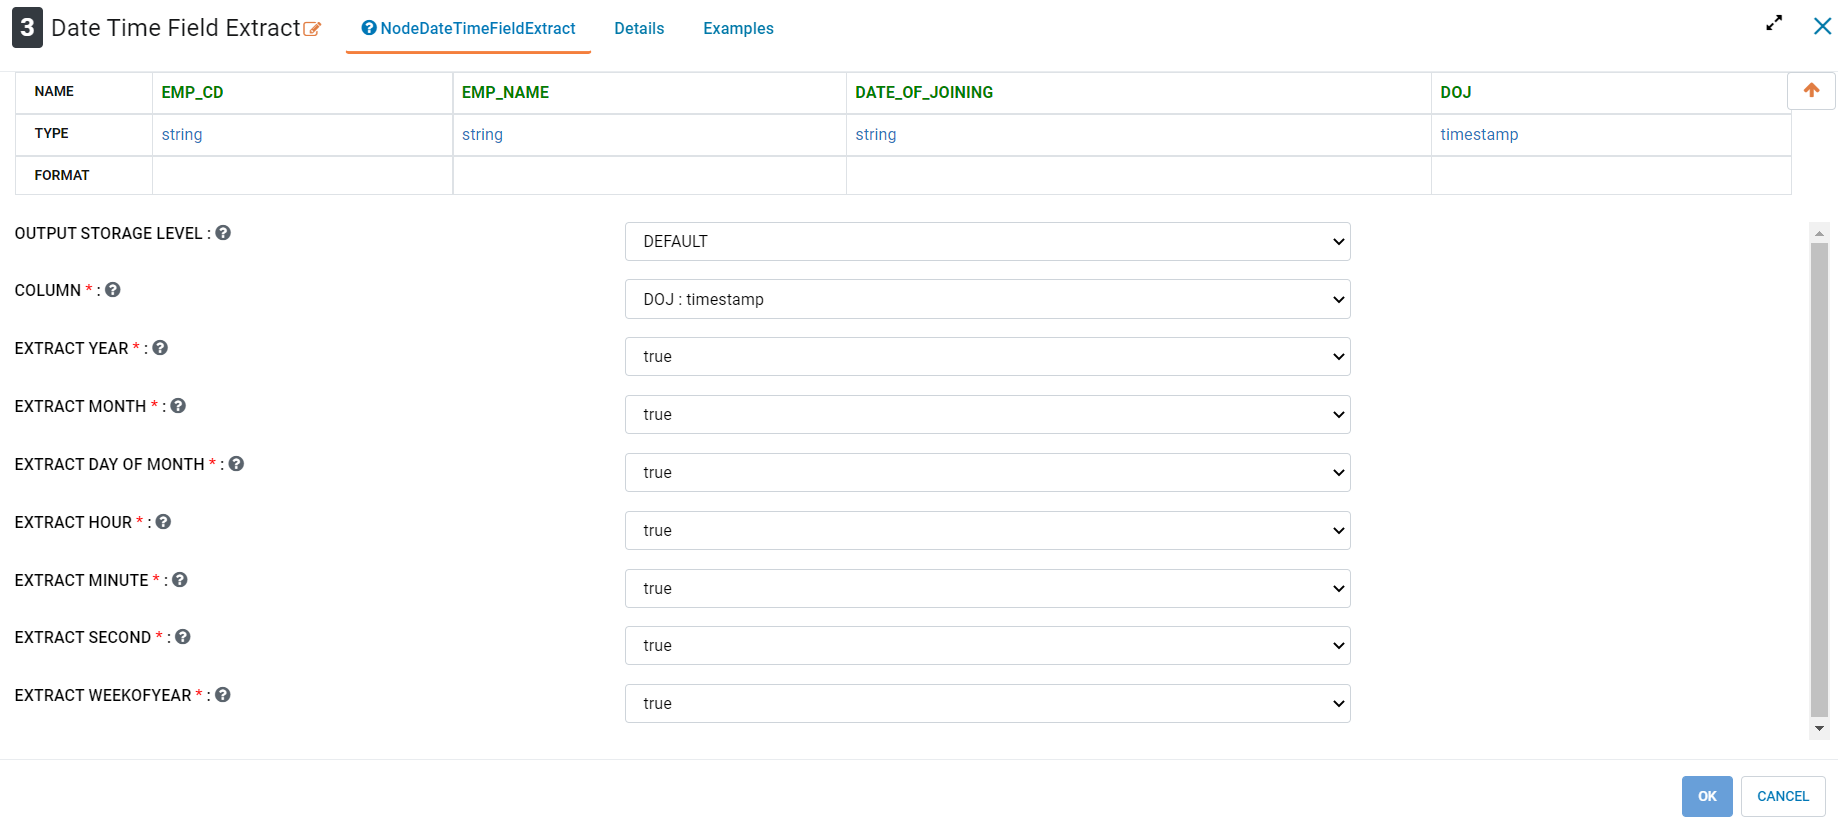 3 Date Time Field Extract NodeDateTimeFieldExtract Details Examples
NAME EMP_CD EMP_NAME DATE_OF_JOINING DOJ
TYPE string string string timestamp
FORMAT
OUTPUT STORAGE LEVEL : DEFAULT
COLUMN * : DOJ : timestamp
EXTRACT YEAR * : true
EXTRACT MONTH * : true
EXTRACT DAY OF MONTH * : true
EXTRACT HOUR * : true
EXTRACT MINUTE * : true
EXTRACT SECOND * : true
EXTRACT WEEKOFYEAR * : true
OK CANCEL